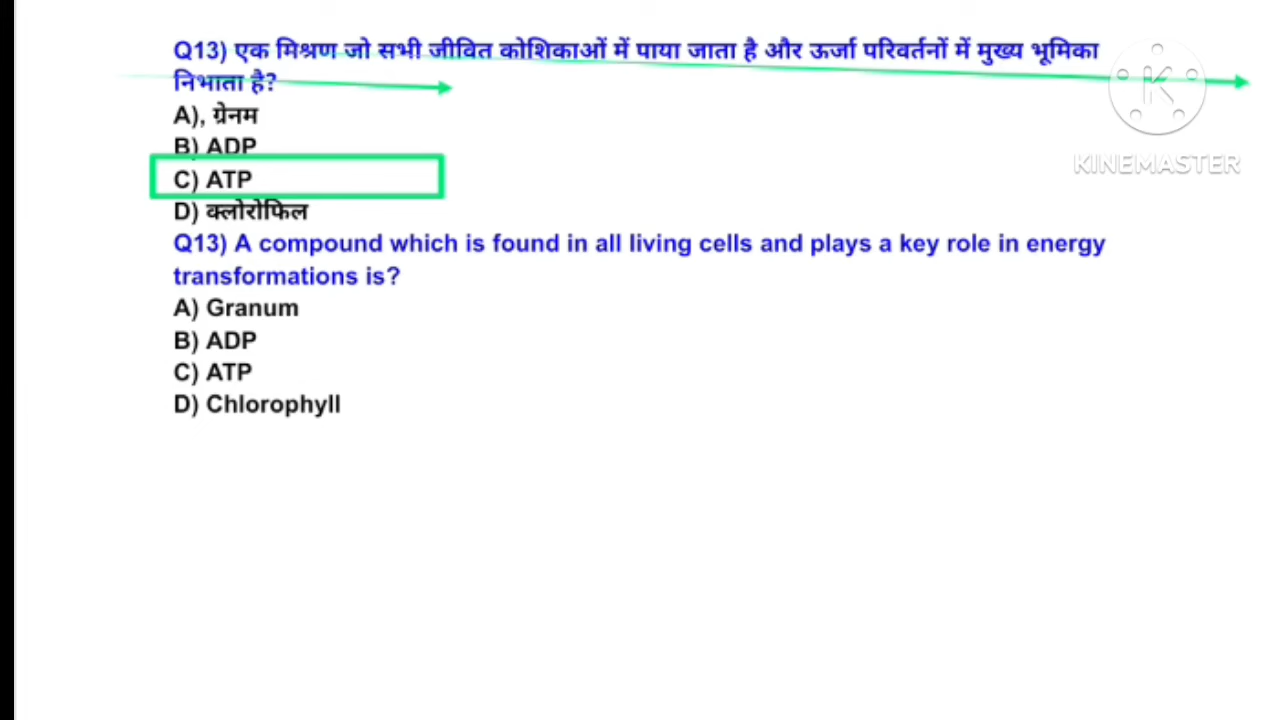 Q13) एक मिश्रण जो सभी जीवित कोशिकाओं में पाया जाता है और ऊर्जा परिवर्तनों में मुख्य भूमिका
निभाता है?
A), ग्रेनम
B) ADP
C) ATP
D) क्लोरोफिल
Q13) A compound which is found in all living cells and plays a key role in energy
transformations is?
A) Granum
B) ADP
C) ATP
D) Chlorophyll
K
KINEMASTER